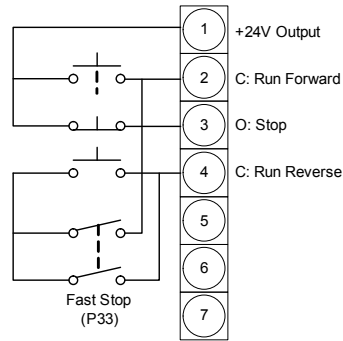 1 +24V Output
2 C: Run Forward
3 O: Stop
4 C: Run Reverse
5
6
7
Fast Stop
(P33)